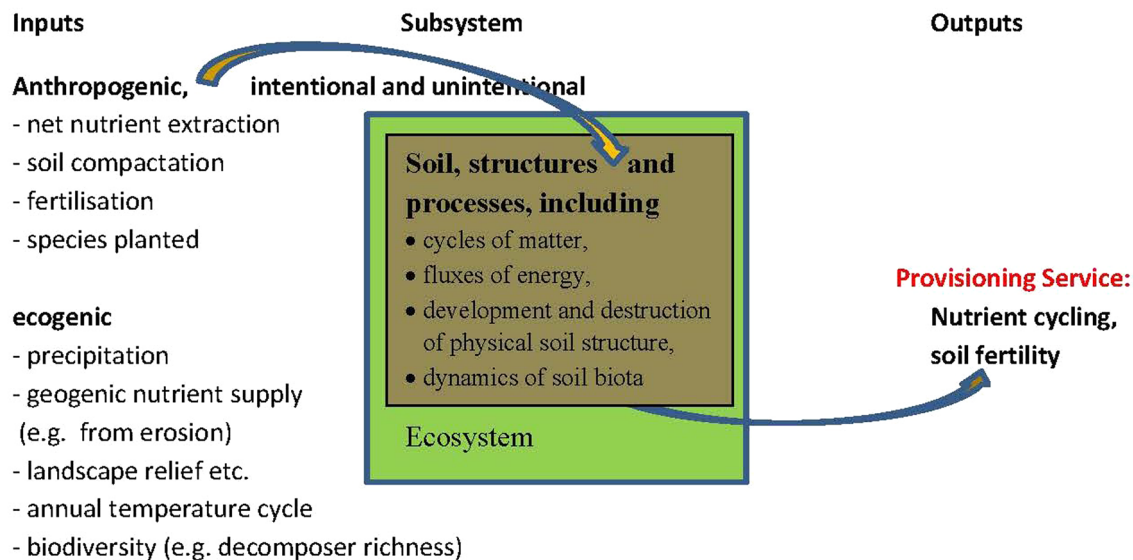 Inputs
Subsystem
Outputs
Anthropogenic, intentional and unintentional
- net nutrient extraction
- soil compactation
- fertilisation
- species planted
ecogenic
- precipitation
- geogenic nutrient supply
(e.g. from erosion)
- landscape relief etc.
- annual temperature cycle
- biodiversity (e.g. decomposer richness)
Soil, structures and
processes, including
• cycles of matter,
• fluxes of energy,
• development and destruction
of physical soil structure,
• dynamics of soil biota
Ecosystem
Provisioning Service:
Nutrient cycling,
soil fertility